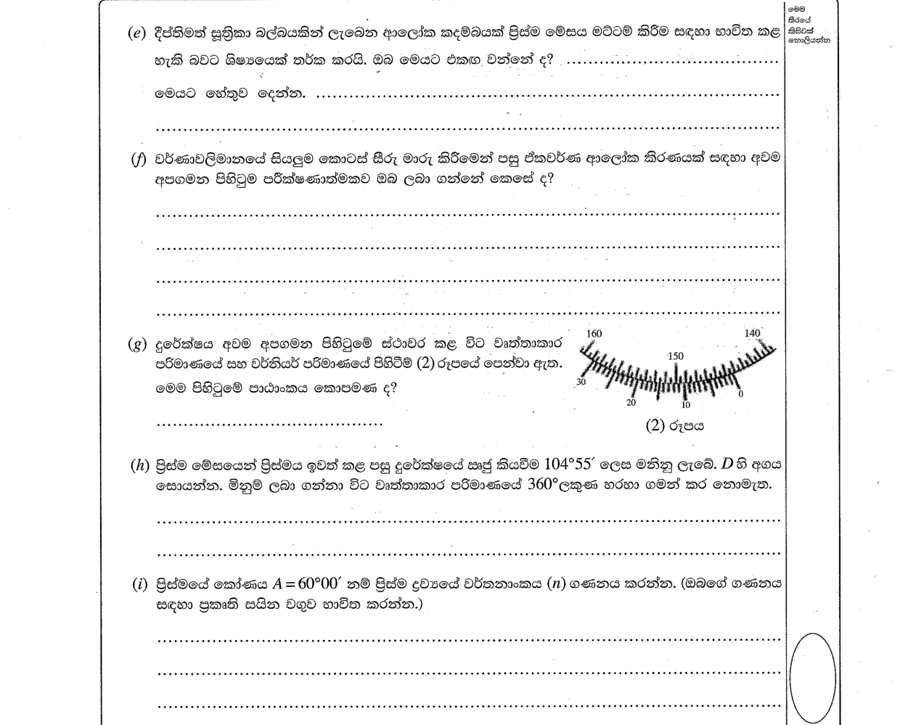 මෙම
තීරයේ
කිසිවක්
නොලියන්න
(e) දීප්තිමත් සූත්‍රිකා බල්බයකින් ලැබෙන ආලෝක කදම්බයක් ප්‍රිස්ම මේසය මට්ටම් කිරීම සඳහා භාවිත කළ
හැකි බවට ශිෂ්‍යයෙක් තර්ක කරයි. ඔබ මෙයට එකඟ වන්නේ ද? ................................................
මෙයට හේතුව දෙන්න. ................................................................................................
................................................................................................
(f) වර්ණාවලිමානයේ සියලුම කොටස් සීරු මාරු කිරීමෙන් පසු ඒකවර්ණ ආලෝක කිරණයක් සඳහා අවම
අපගමන පිහිටුම පරීක්ෂණාත්මකව ඔබ ලබා ගන්නේ කෙසේ ද?
................................................................................................
................................................................................................
................................................................................................
................................................................................................
(g) දුරේක්ෂය අවම අපගමන පිහිටුමේ ස්ථාවර කළ විට වෘත්තාකාර
පරිමාණයේ සහ වර්නියර් පරිමාණයේ පිහිටීම් (2) රූපයේ පෙන්වා ඇත.
මෙම පිහිටුමේ පාඨාංකය කොපමණ ද?
................................................
160 150 140
30 20 10 0
(2) රූපය
(h) ප්‍රිස්ම මේසයෙන් ප්‍රිස්මය ඉවත් කළ පසු දුරේක්ෂයේ සෘජු කියවීම 104°55′ ලෙස මනිනු ලැබේ. D හි අගය
සොයන්න. මිනුම් ලබා ගන්නා විට වෘත්තාකාර පරිමාණයේ 360° ලකුණ හරහා ගමන් කර නොමැත.
................................................................................................
................................................................................................
(i) ප්‍රිස්මයේ කෝණය A = 60°00′ නම් ප්‍රිස්ම ද්‍රව්‍යයේ වර්තනාංකය (n) ගණනය කරන්න. (ඔබගේ ගණනය
සඳහා ප්‍රකෘති සයින වගුව භාවිත කරන්න.)
................................................................................................
................................................................................................
................................................................................................